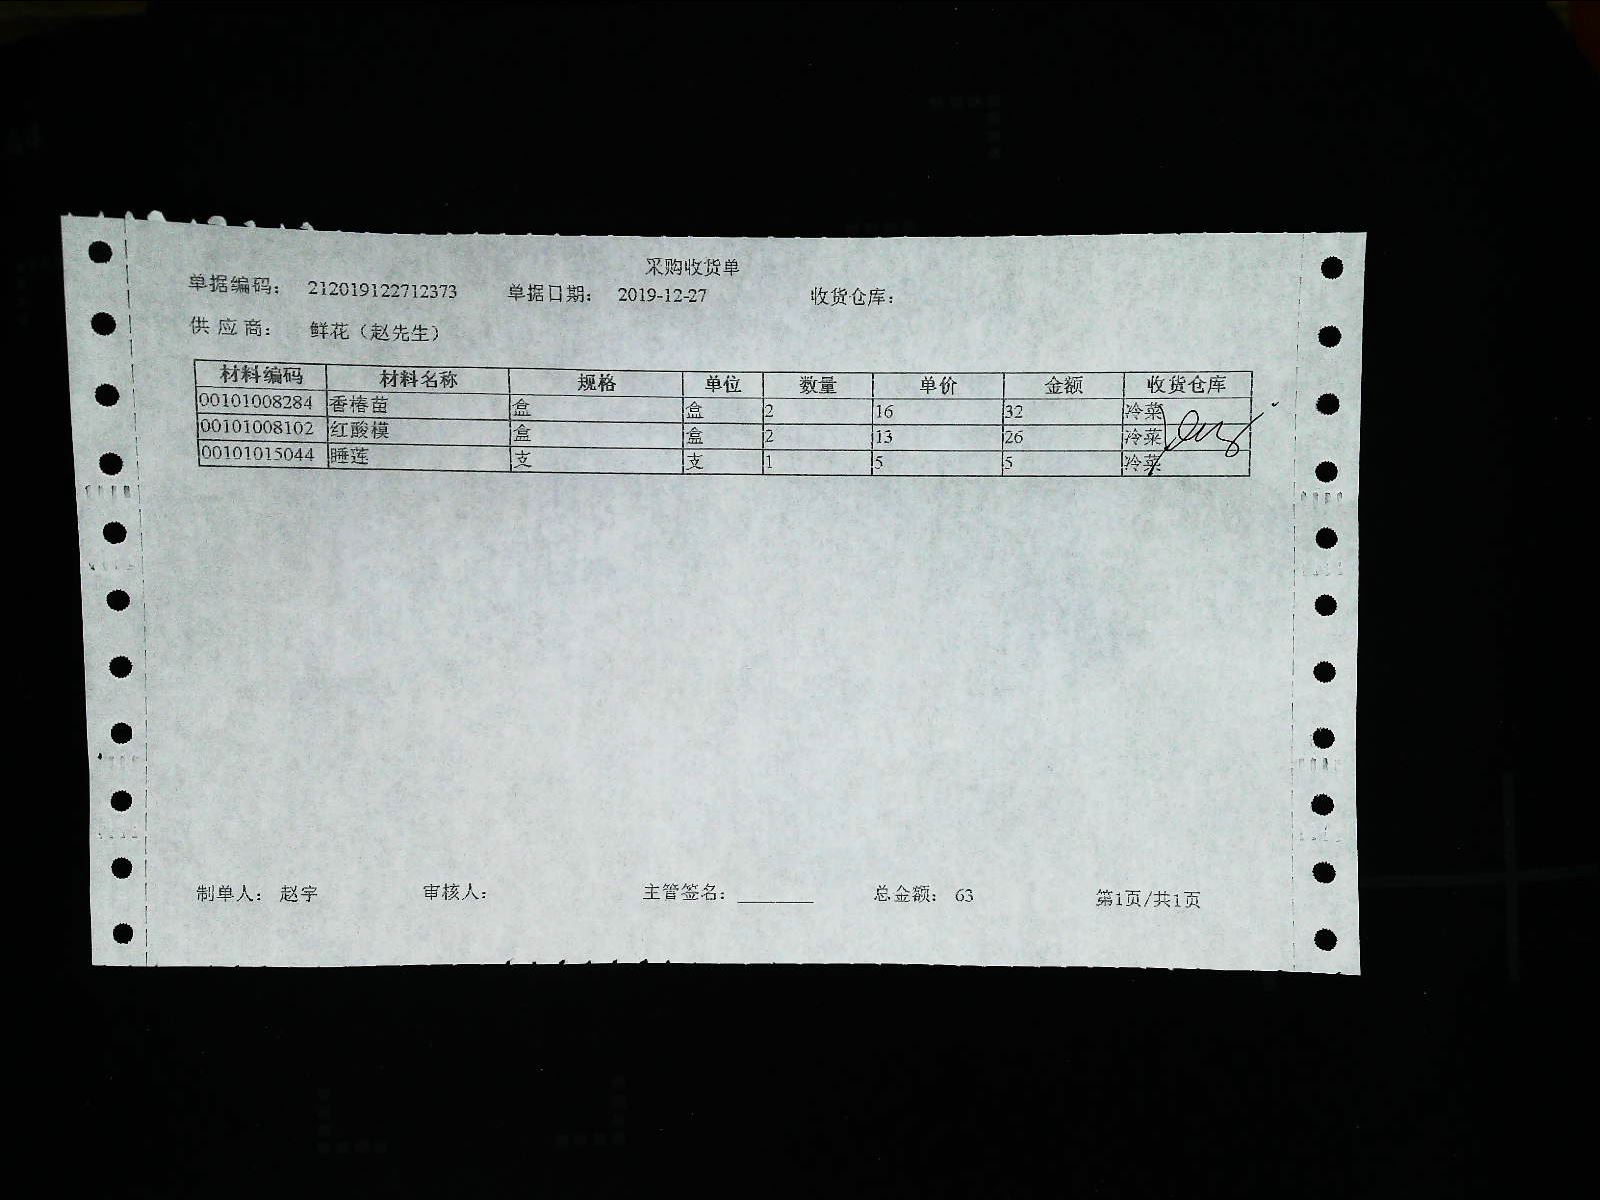 采购收货单
单据编码： 212019122712373 单据日期： 2019-12-27 收货仓库：
供应商： 鲜花（赵先生）
材料编码 材料名称 规格 单位 数量 单价 金额 收货仓库
00101008284 香椿苗 盒 盒 2 16 32 冷菜
00101008102 红酸模 盒 盒 2 13 26 冷菜
00101015044 睡莲 支 支 1 5 5 冷菜
制单人： 赵宇 审核人： 主管签名： ________ 总金额： 63 第1页/共1页